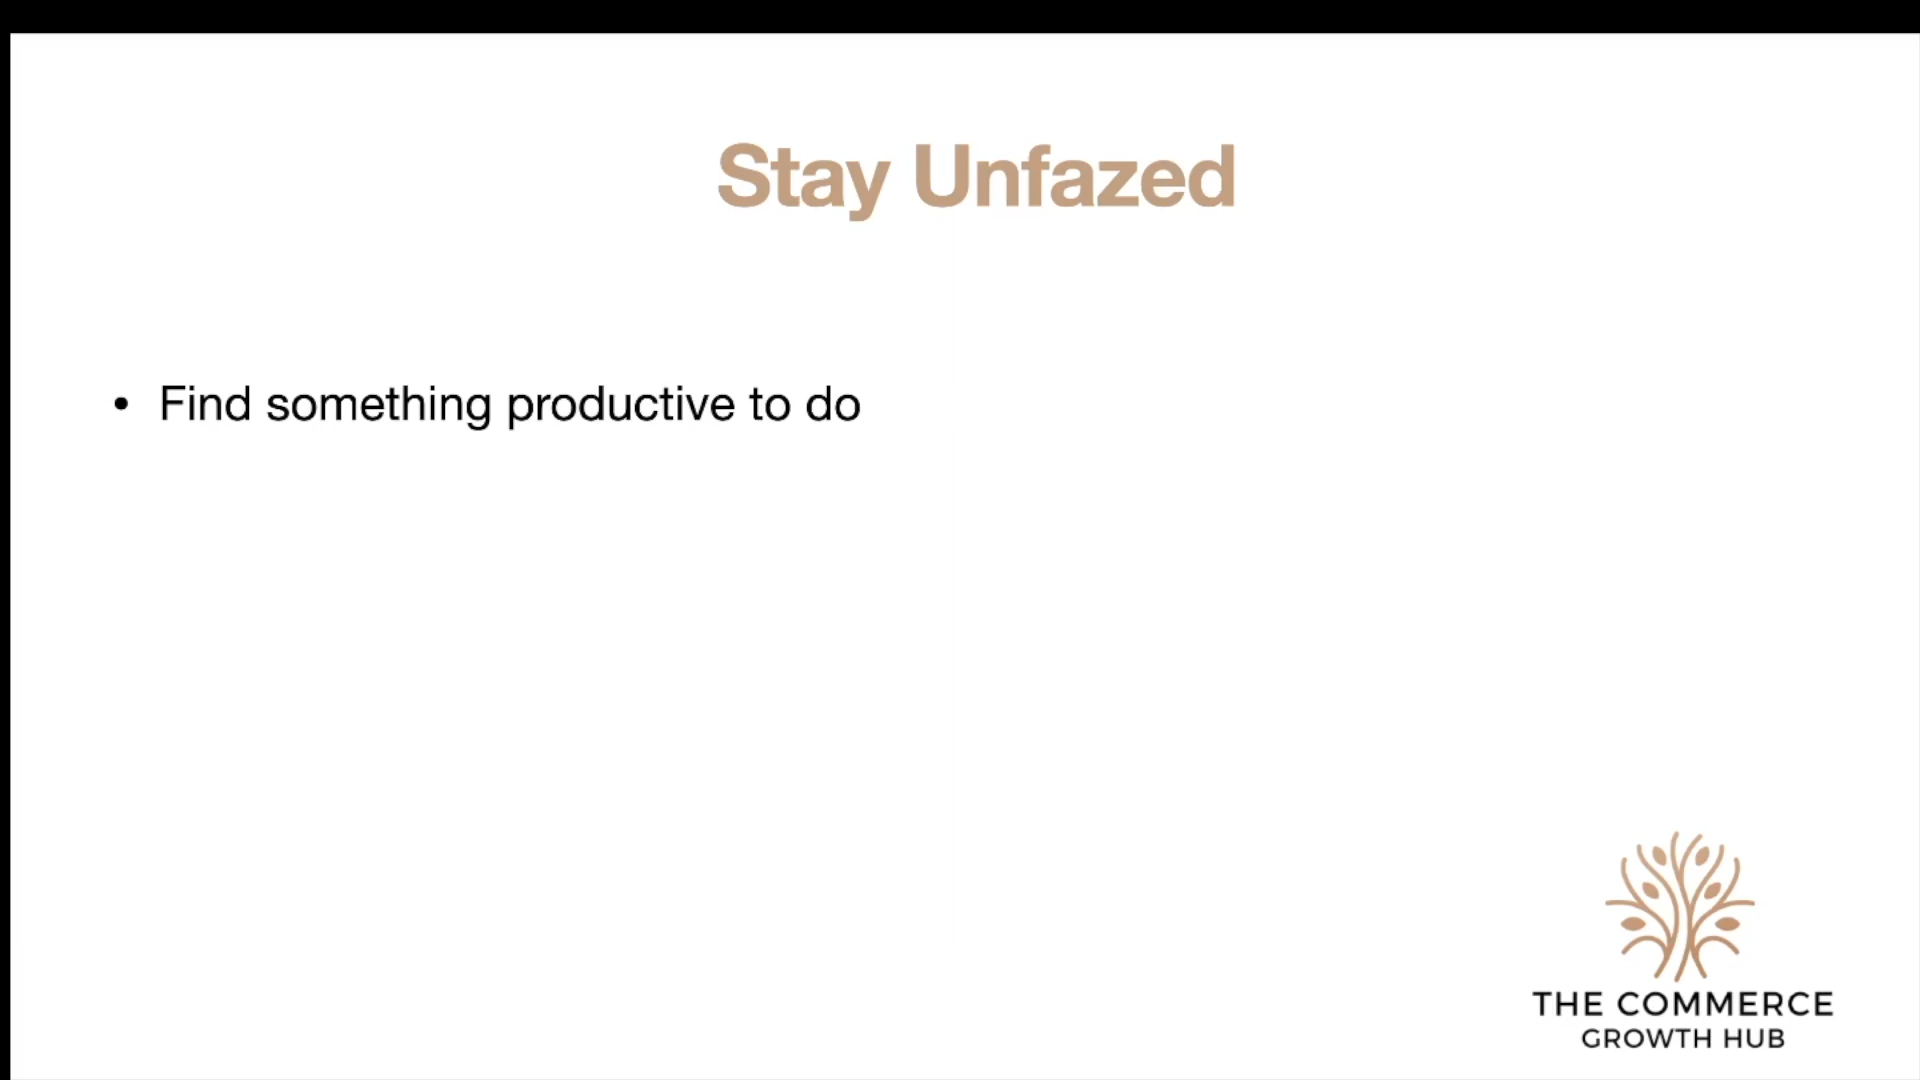 Stay Unfazed
• Find something productive to do
THE COMMERCE
GROWTH HUB